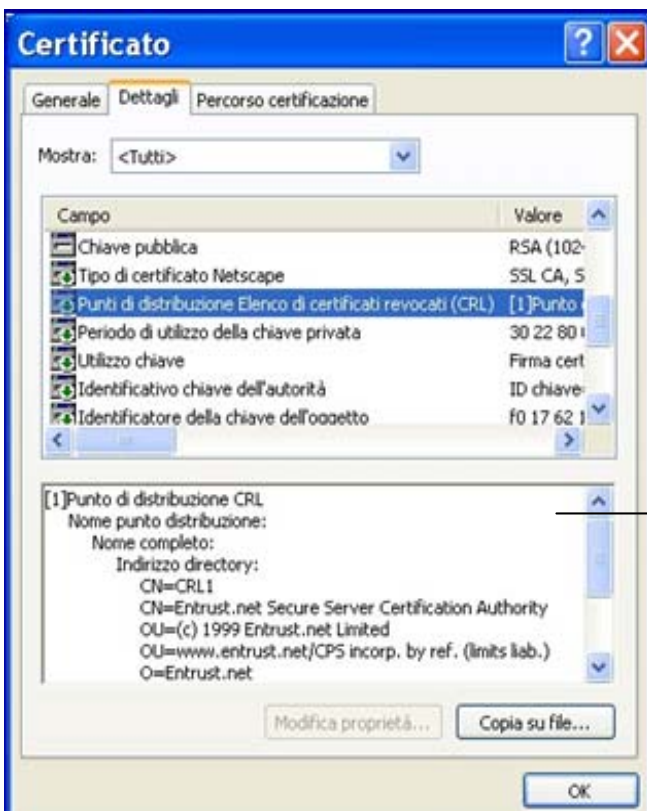 Certificato
Generale Dettagli Percorso certificazione
Mostra: <Tutti>
Campo Valore
Chiave pubblica RSA (102
Tipo di certificato Netscape SSL CA, S
Punti di distribuzione Elenco di certificati revocati (CRL) [1]Punto
Periodo di utilizzo della chiave privata 30 22 80
Utilizzo chiave Firma cert
Identificativo chiave dell'autorità ID chiave=
Identificatore della chiave dell'oggetto f0 17 62 1
[1]Punto di distribuzione CRL
Nome punto distribuzione:
Nome completo:
Indirizzo directory:
CN=CRL1
CN=Entrust.net Secure Server Certification Authority
OU=(c) 1999 Entrust.net Limited
OU=www.entrust.net/CPS incorp. by ref. (limits liab.)
O=Entrust.net
Modifica proprietà... Copia su file...
OK